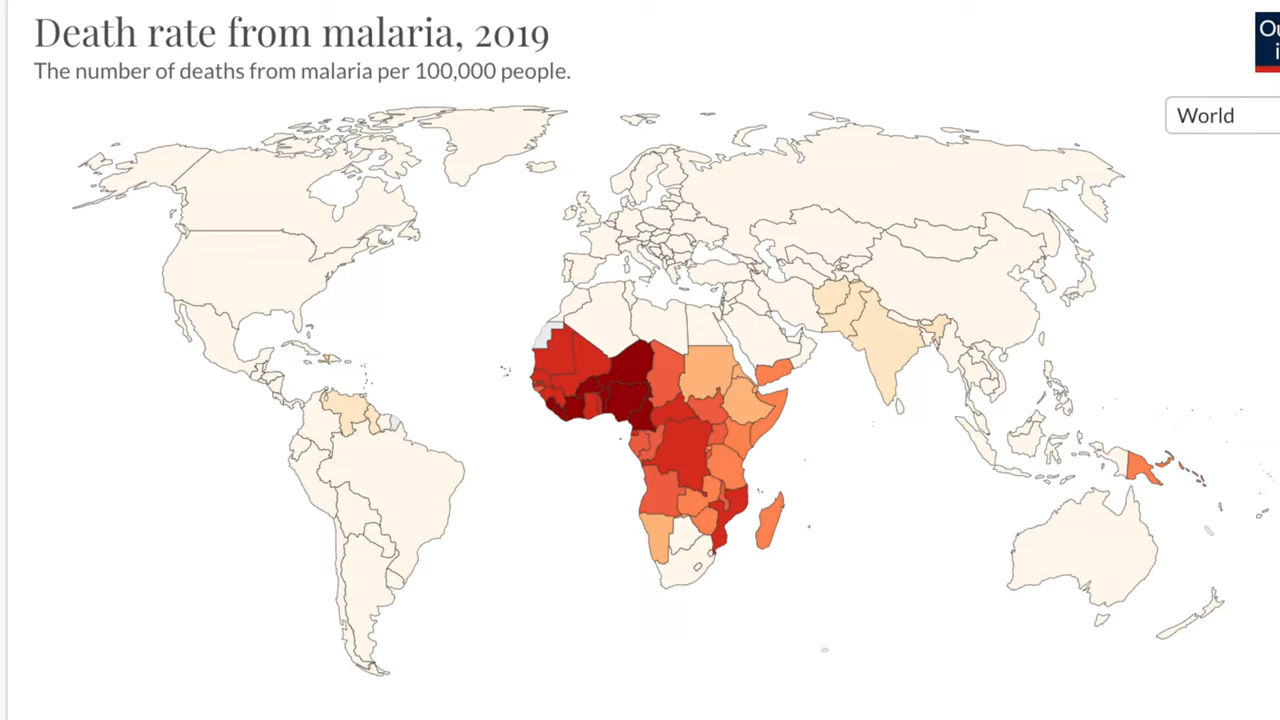 Death rate from malaria, 2019
The number of deaths from malaria per 100,000 people.
World